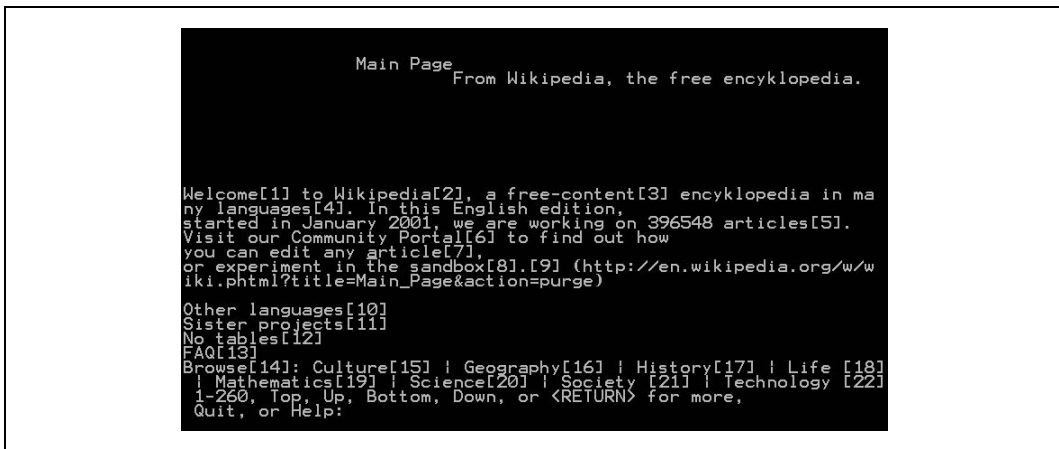 Main Page
From Wikipedia, the free encyklopedia.
Welcome[1] to Wikipedia[2], a free-content[3] encyklopedia in ma
ny languages[4]. In this English edition,
started in January 2001, we are working on 396548 articles[5].
Visit our Community Portal[6] to find out how
you can edit any article[7],
or experiment in the sandbox[8].[9] (http://en.wikipedia.org/w/w
iki.phtml?title=Main_Page&action=purge)
Other languages[10]
Sister projects[11]
No tables[12]
FAQ[13]
Browse[14]: Culture[15] | Geography[16] | History[17] | Life [18]
| Mathematics[19] | Science[20] | Society [21] | Technology [22]
1-260, Top, Up, Bottom, Down, or <RETURN> for more,
Quit, or Help: